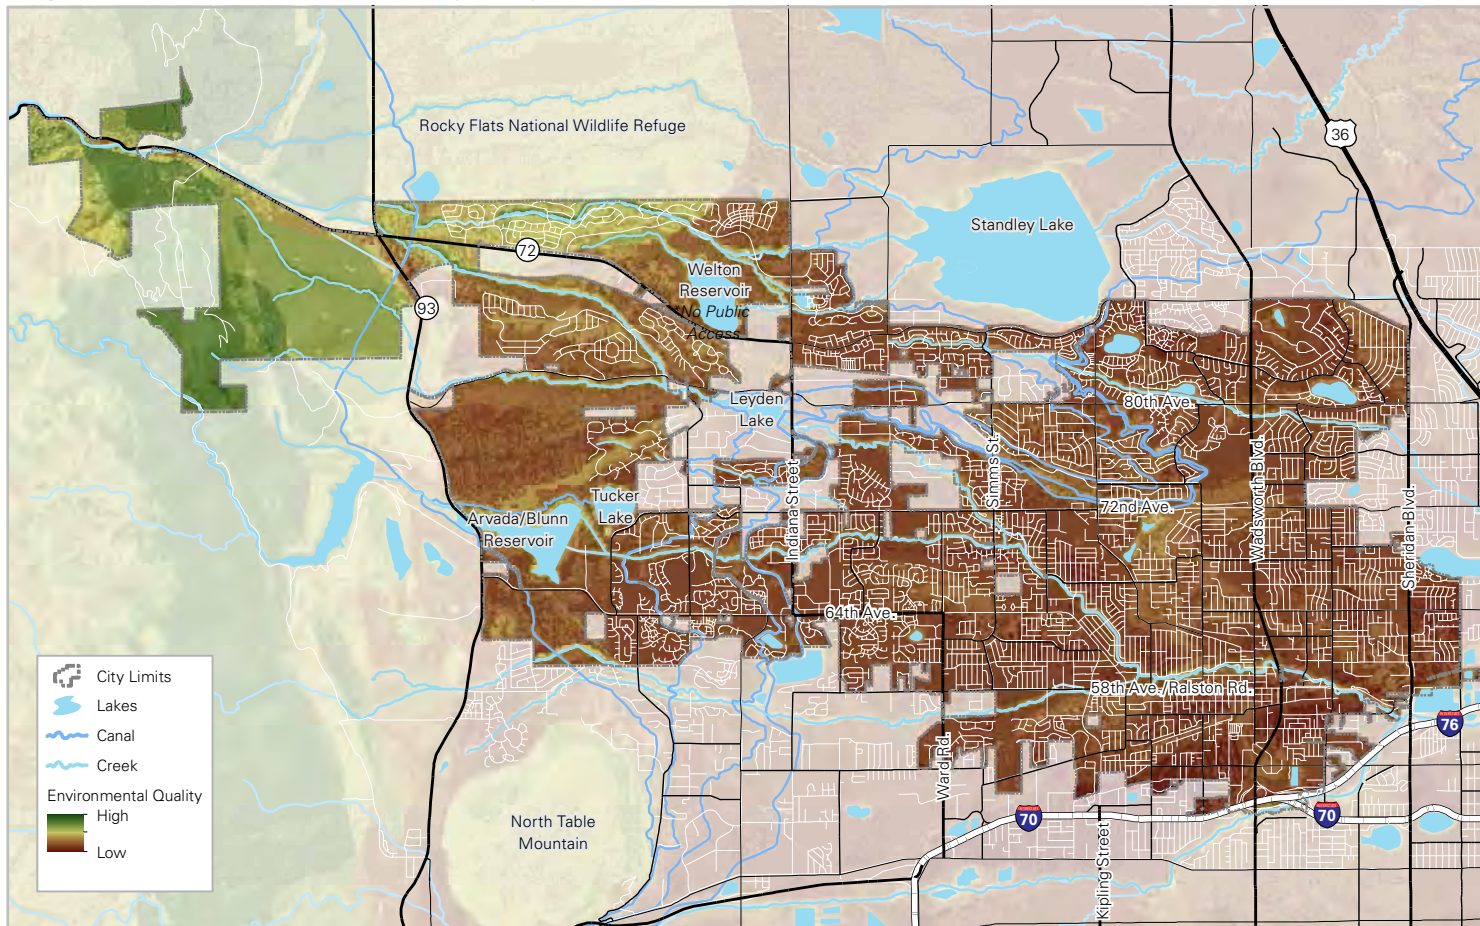 Rocky Flats National Wildlife Refuge
36
Standley Lake
72
Welton
Reservoir
*No Public
Access
93
Leyden
Lake
80th Ave.
Simms St.
Wadsworth Blvd.
Indiana Street
Tucker
Lake
72nd Ave.
Sheridan Blvd.
Arvada/Blunn
Reservoir
64th Ave.
58th Ave./Ralston Rd.
City Limits
Lakes
Canal
Creek
Environmental Quality
High
Low
76
Ward Rd.
70
70
North Table
Mountain
Kipling Street